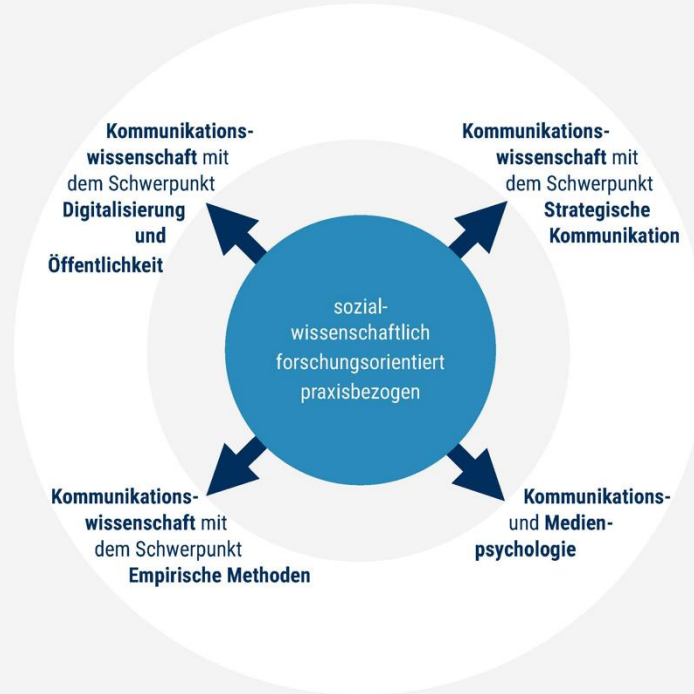 Kommunikations-
wissenschaft mit
dem Schwerpunkt
Digitalisierung
und
Öffentlichkeit
Kommunikations-
wissenschaft mit
dem Schwerpunkt
Strategische
Kommunikation
sozial-
wissenschaftlich
forschungsorientiert
praxisbezogen
Kommunikations-
wissenschaft mit
dem Schwerpunkt
Empirische Methoden
Kommunikations-
und Medien-
psychologie